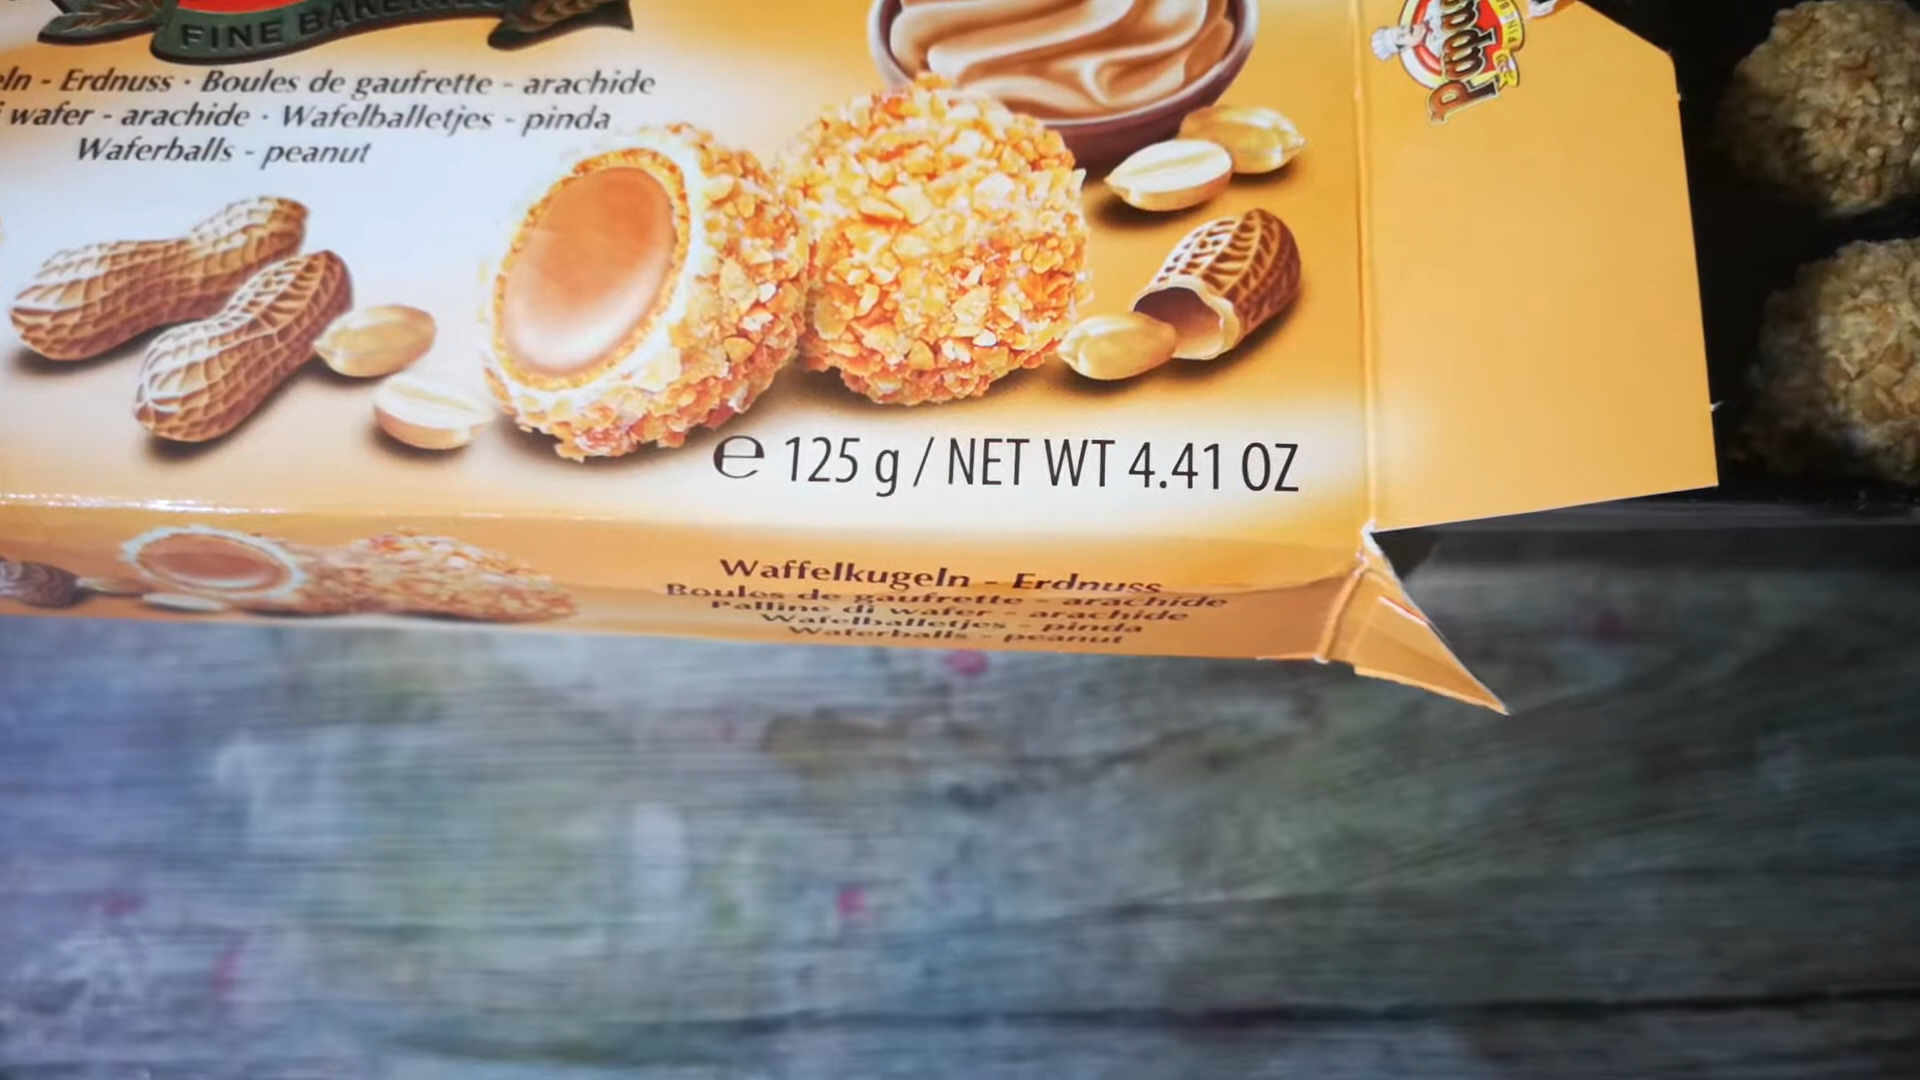 FINE BAKERIES
eln - Erdnuss · Boules de gaufrette - arachide
i wafer - arachide · Wafelballetjes - pinda
Waferballs - peanut
e 125 g / NET WT 4.41 OZ
Waffelkugeln - Erdnuss
Boules de gaufrette - arachide
Palline di wafer - arachide
Wafelballetjes - pinda
Waferballs - peanut